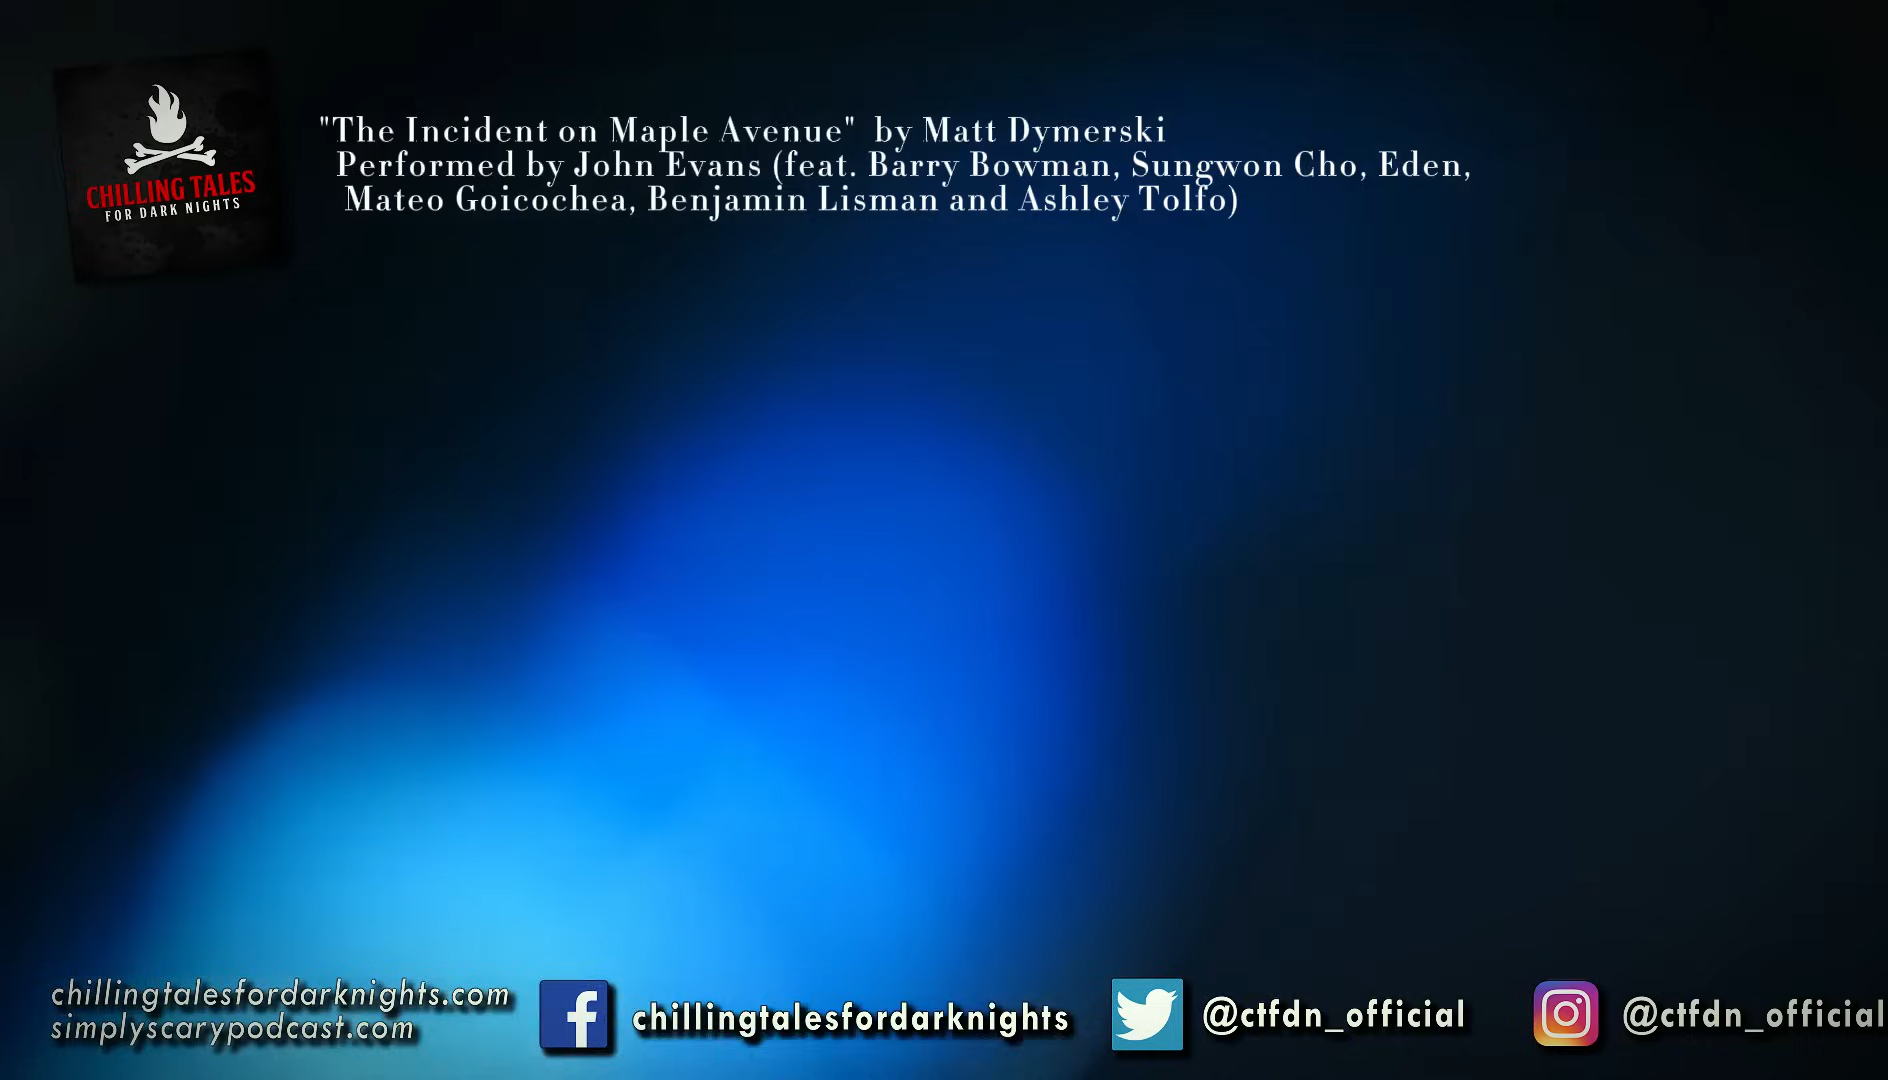 CHILLING TALES
FOR DARK NIGHTS
"The Incident on Maple Avenue" by Matt Dymerski
Performed by John Evans (feat. Barry Bowman, Sungwon Cho, Eden,
Mateo Goicochea, Benjamin Lisman and Ashley Tolfo)
chillingtalesfordarknights.com
simplyscarypodcast.com
chillingtalesfordarknights
@ctfdn_official
@ctfdn_official